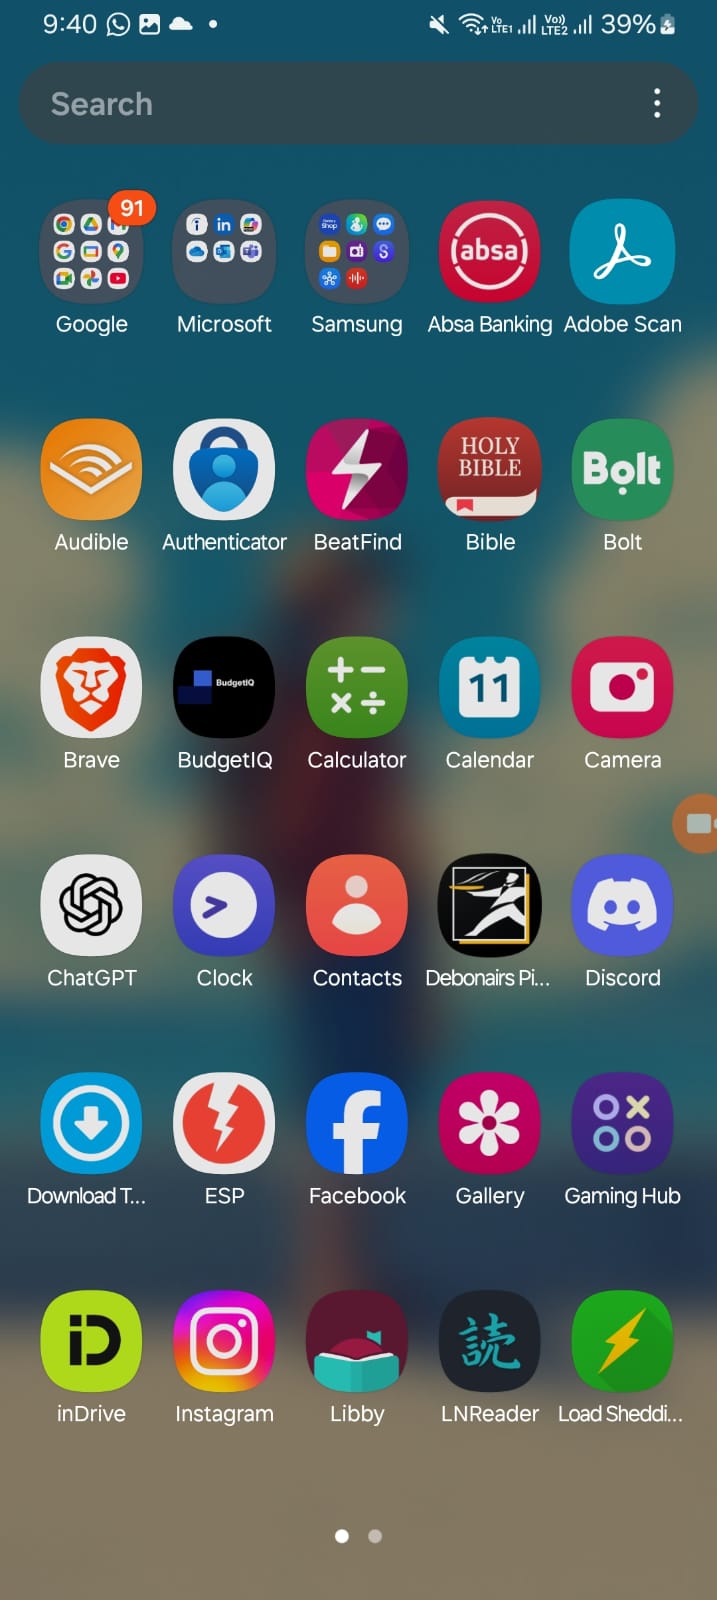 9:40 Vo LTE1 Vo)) LTE2 39%
Search
91
Google Microsoft Samsung Absa Banking Adobe Scan
absa
Audible Authenticator BeatFind Bible Bolt
HOLY
BIBLE
Bolt
BudgetIQ
11
Brave BudgetIQ Calculator Calendar Camera
ChatGPT Clock Contacts Debonairs Pi... Discord
Download T... ESP Facebook Gallery Gaming Hub
iD
読
inDrive Instagram Libby LNReader Load Sheddi...